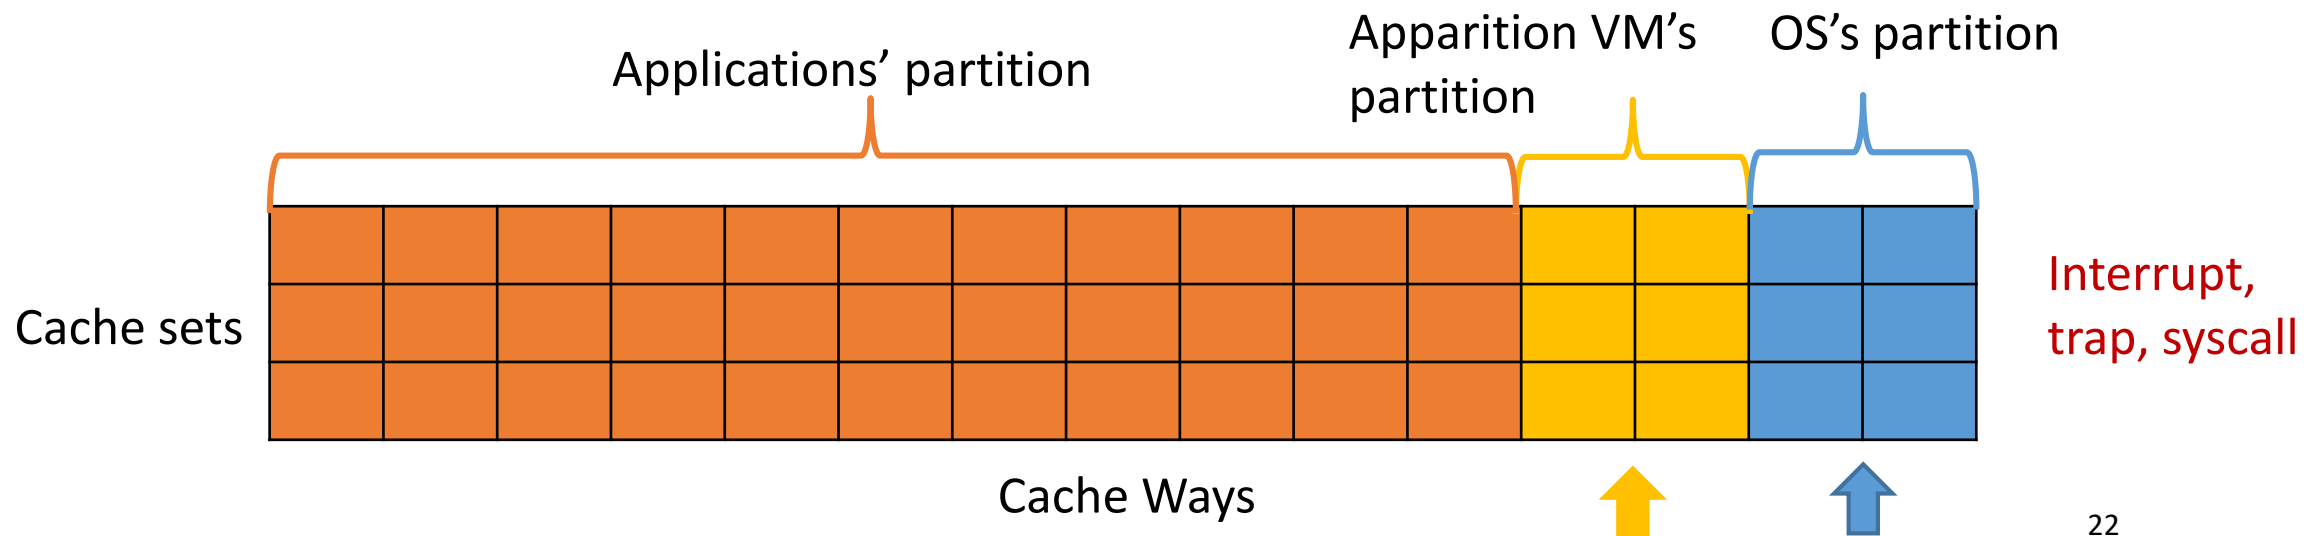 Applications’ partition
Apparition VM’s
partition
OS’s partition
Cache sets
Interrupt,
trap, syscall
Cache Ways
22